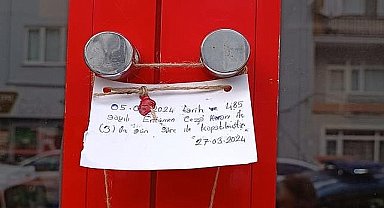 05-0 -2024 tarih ve 485
sayılı Encümen Cezai Kararı ile
(5) Beş gün süre ile kapatılmıştır.
27-03-2024